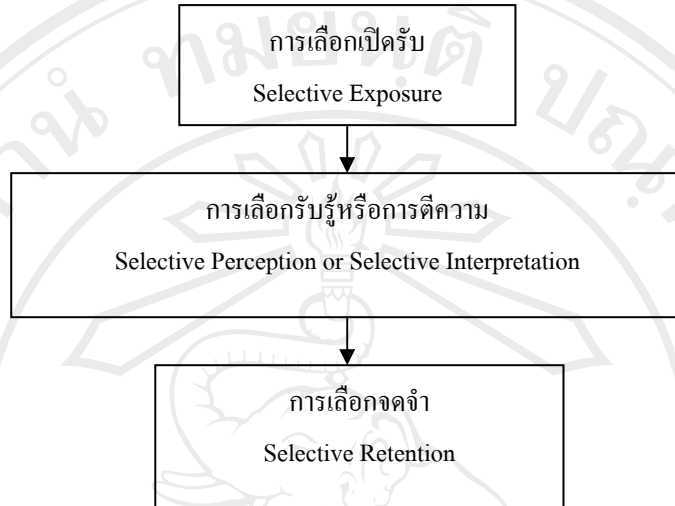 การเลือกเปิดรับ
Selective Exposure
การเลือกรับรู้หรือการตีความ
Selective Perception or Selective Interpretation
การเลือกจดจำ
Selective Retention